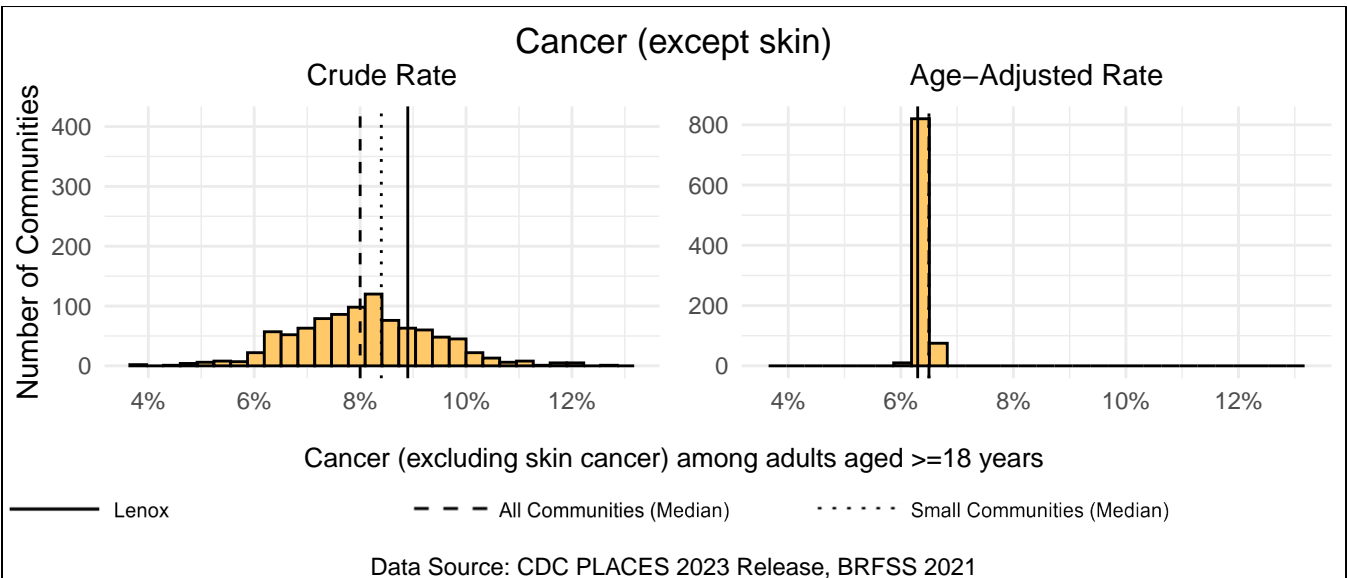 Cancer (except skin)
Crude Rate
Age−Adjusted Rate
Number of Communities
400
300
200
100
0
4%
6%
8%
10%
12%
800
600
400
200
0
4%
6%
8%
10%
12%
Cancer (excluding skin cancer) among adults aged >=18 years
Lenox
All Communities (Median)
Small Communities (Median)
Data Source: CDC PLACES 2023 Release, BRFSS 2021